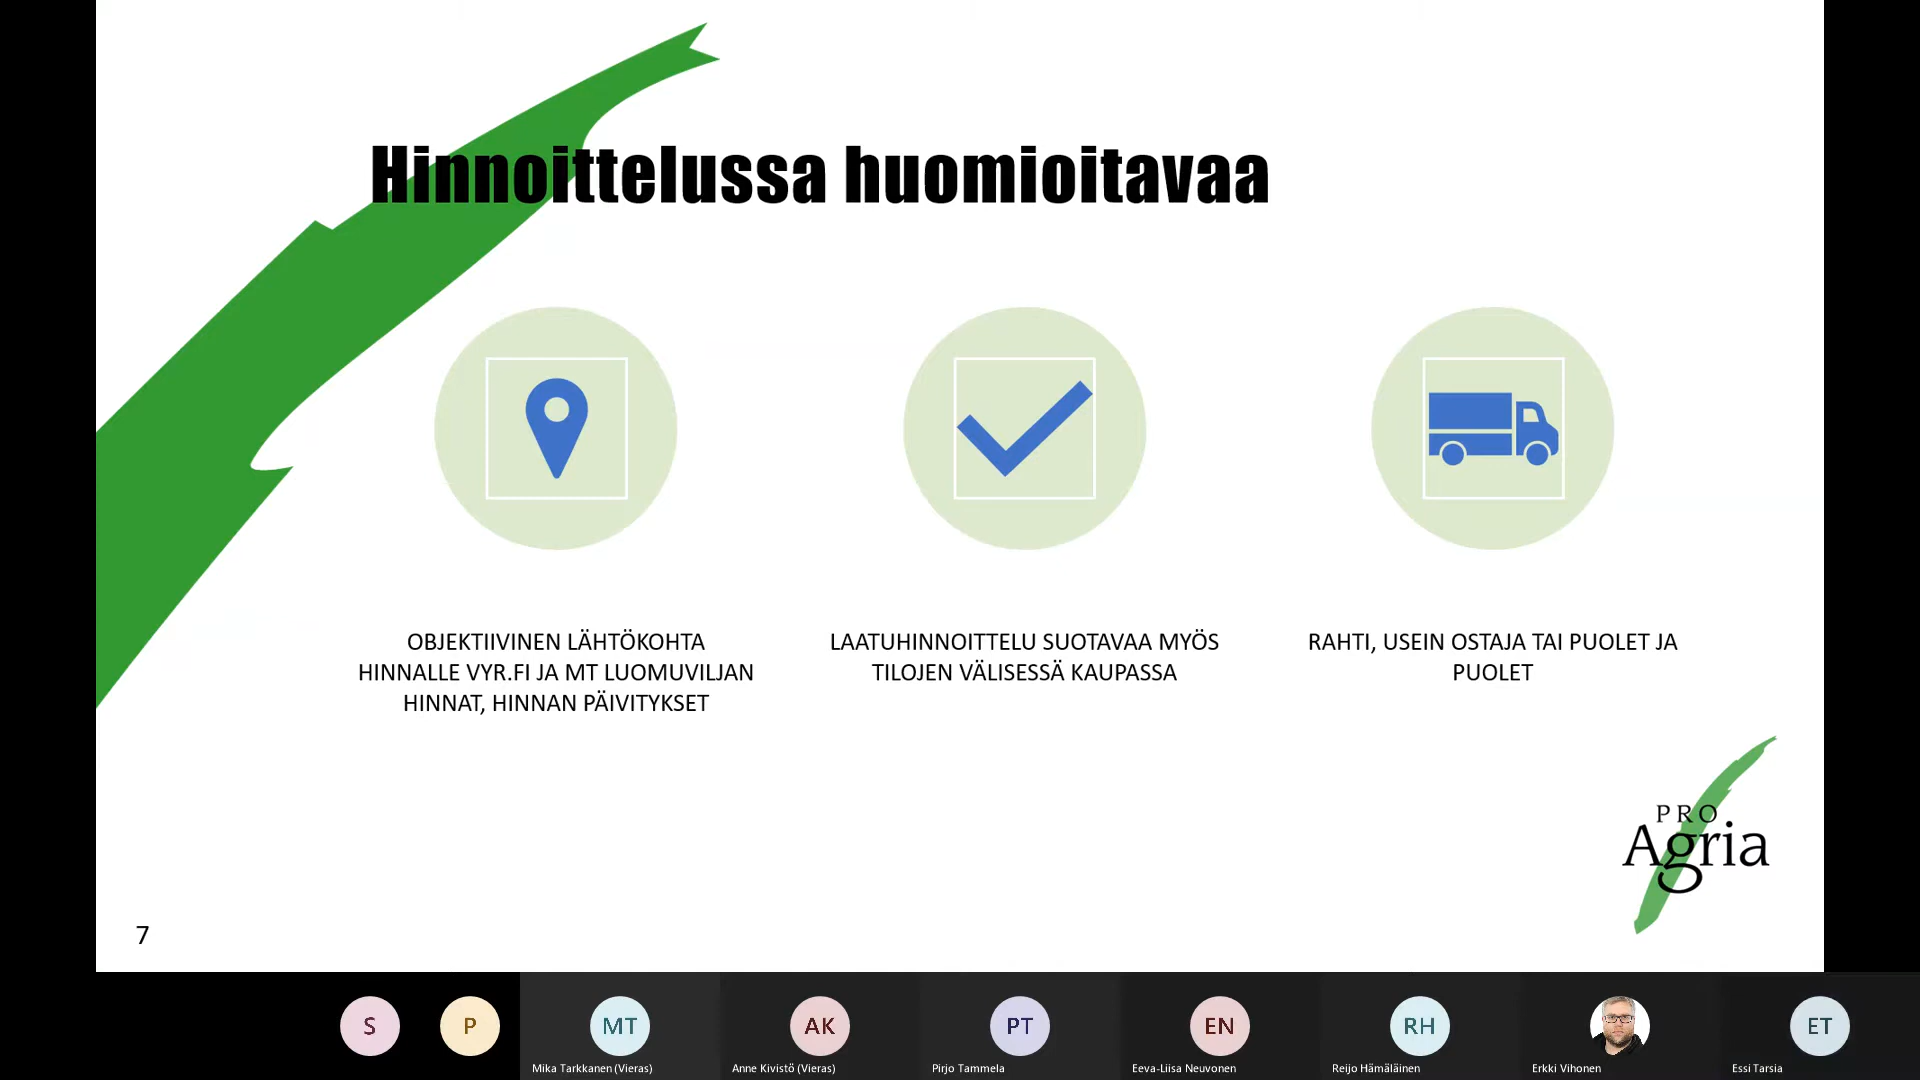 Hinnoittelussa huomioitavaa
OBJEKTIIVINEN LÄHTÖKOHTA
HINNALLE VYR.FI JA MT LUOMUVILJAN
HINNAT, HINNAN PÄIVITYKSET
LAATUHINNOITTELU SUOTAVAA MYÖS
TILOJEN VÄLISESSÄ KAUPASSA
RAHTI, USEIN OSTAJA TAI PUOLET JA
PUOLET
PRO
Agria
7
S
P
MT
AK
PT
EN
RH
ET
Mika Tarkkanen (Vieras)
Anne Kivistö (Vieras)
Pirjo Tammela
Eeva-Liisa Neuvonen
Reijo Hämäläinen
Erkki Vihonen
Essi Tarsia